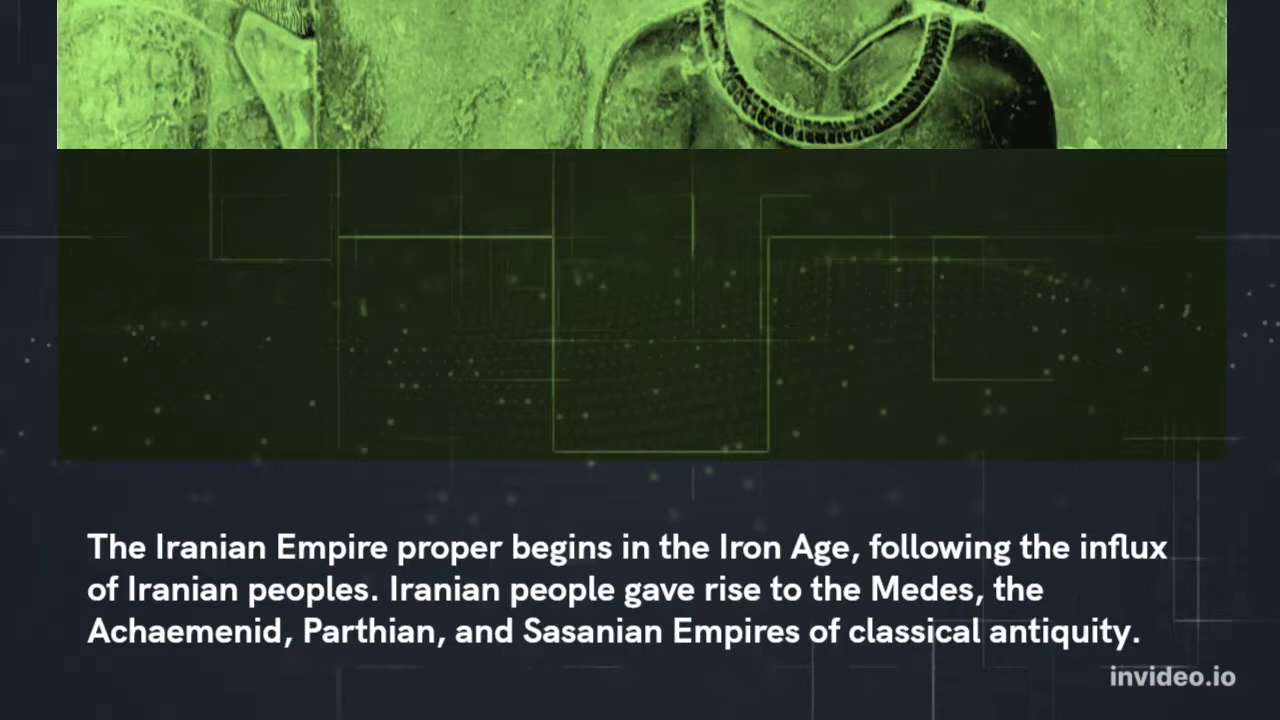 The Iranian Empire proper begins in the Iron Age, following the influx
of Iranian peoples. Iranian people gave rise to the Medes, the
Achaemenid, Parthian, and Sasanian Empires of classical antiquity.
invideo.io